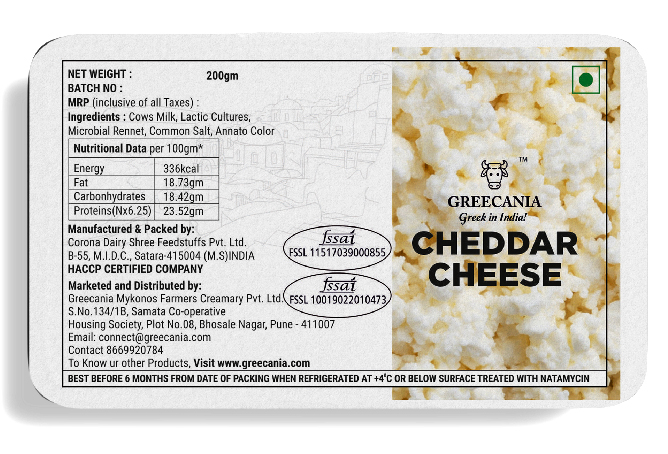 NET WEIGHT : 200gm
BATCH NO :
MRP (inclusive of all Taxes) :
Ingredients : Cows Milk, Lactic Cultures,
Microbial Rennet, Common Salt, Annato Color
Nutritional Data per 100gm*
Energy 336kcal
Fat 18.73gm
Carbonhydrates 18.42gm
Proteins(Nx6.25) 23.52gm
Manufactured & Packed by:
Corona Dairy Shree Feedstuffs Pvt. Ltd.
B-55, M.I.D.C., Satara-415004 (M.S)INDIA
HACCP CERTIFIED COMPANY
fssai
FSSL 11517039000855
Marketed and Distributed by:
Greecania Mykonos Farmers Creamary Pvt. Ltd.
S.No.134/1B, Samata Co-operative
Housing Society, Plot No.08, Bhosale Nagar, Pune - 411007
Email: connect@greecania.com
Contact 8669920784
To Know ur other Products, Visit www.greecania.com
fssai
FSSL 10019022010473
BEST BEFORE 6 MONTHS FROM DATE OF PACKING WHEN REFRIGERATED AT +4°C OR BELOW SURFACE TREATED WITH NATAMYCIN
TM
GREECANIA
Greek in India!
CHEDDAR
CHEESE